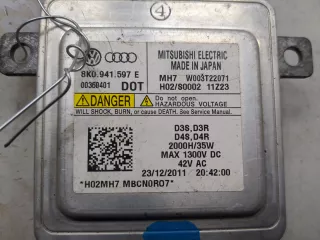 4
MITSUBISHI ELECTRIC
MADE IN JAPAN
8K0.941.597 E
00368401 DOT
MH7 W003T22071
H02/S0002 11Z23
DANGER
Do not open.
HAZARDOUS VOLTAGE
WILL SHOCK, BURN, or cause DEATH. See Service Manual.
D3S,D3R
D4S,D4R
2000H/35W
MAX 1300V DC
42V AC
23/12/2011 20:42:00
*H02MH7 MBCN0R07*